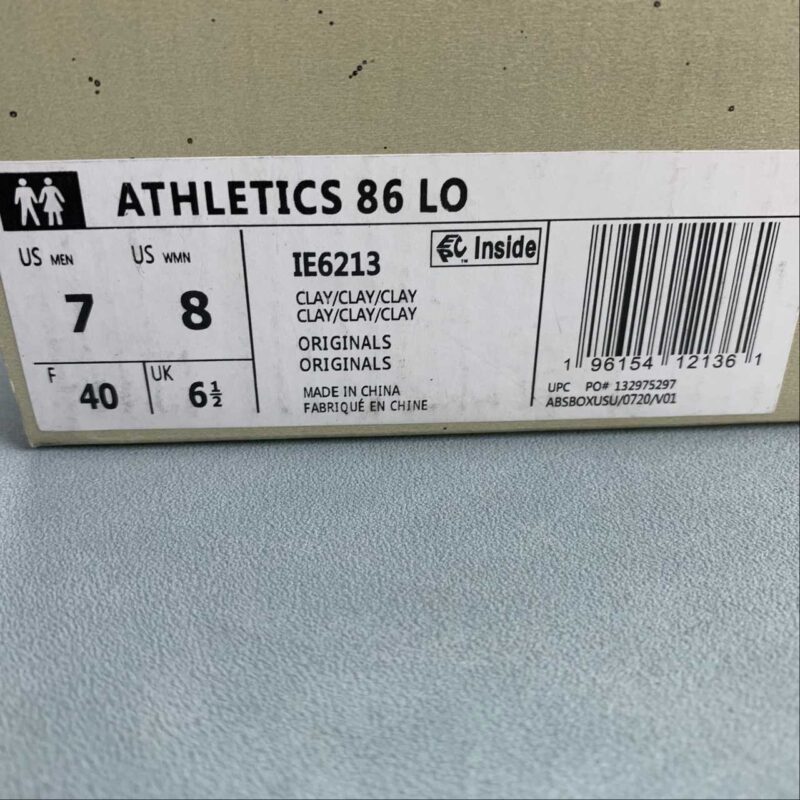 ATHLETICS 86 LO
US MEN
7
US WMN
8
F
40
UK
6½
IE6213
Inside
CLAY/CLAY/CLAY
CLAY/CLAY/CLAY
ORIGINALS
ORIGINALS
MADE IN CHINA
FABRIQUÉ EN CHINE
1 96154 12136 1
UPC PO# 132975297
ABSBOXUSU/0720/V01